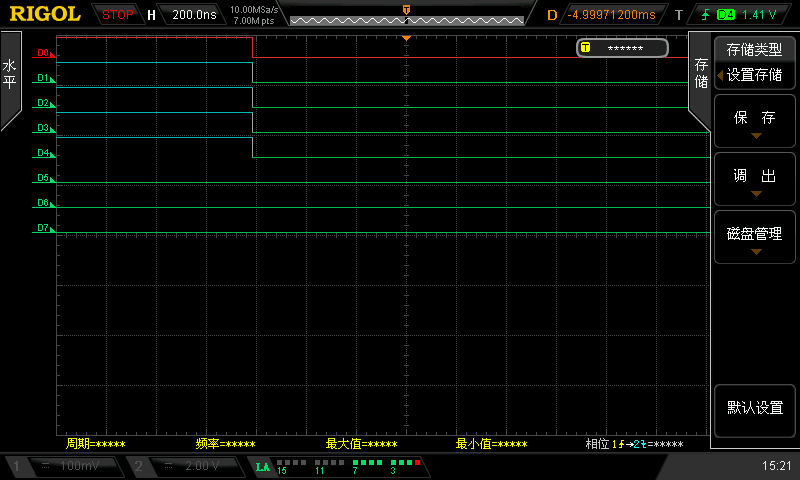 RIGOL STOP H 200.0ns 10.00MSa/s 7.00M pts D -4.99971200ms T D4 1.41 V
水平
T ******
存储
存储类型
设置存储
保 存
调 出
磁盘管理
默认设置
D0
D1
D2
D3
D4
D5
D6
D7
周期=***** 频率=***** 最大值=***** 最小值=***** 相位1→2=*****
1 = 100mV 2 = 2.00 V LA 15 11 7 3 15:21